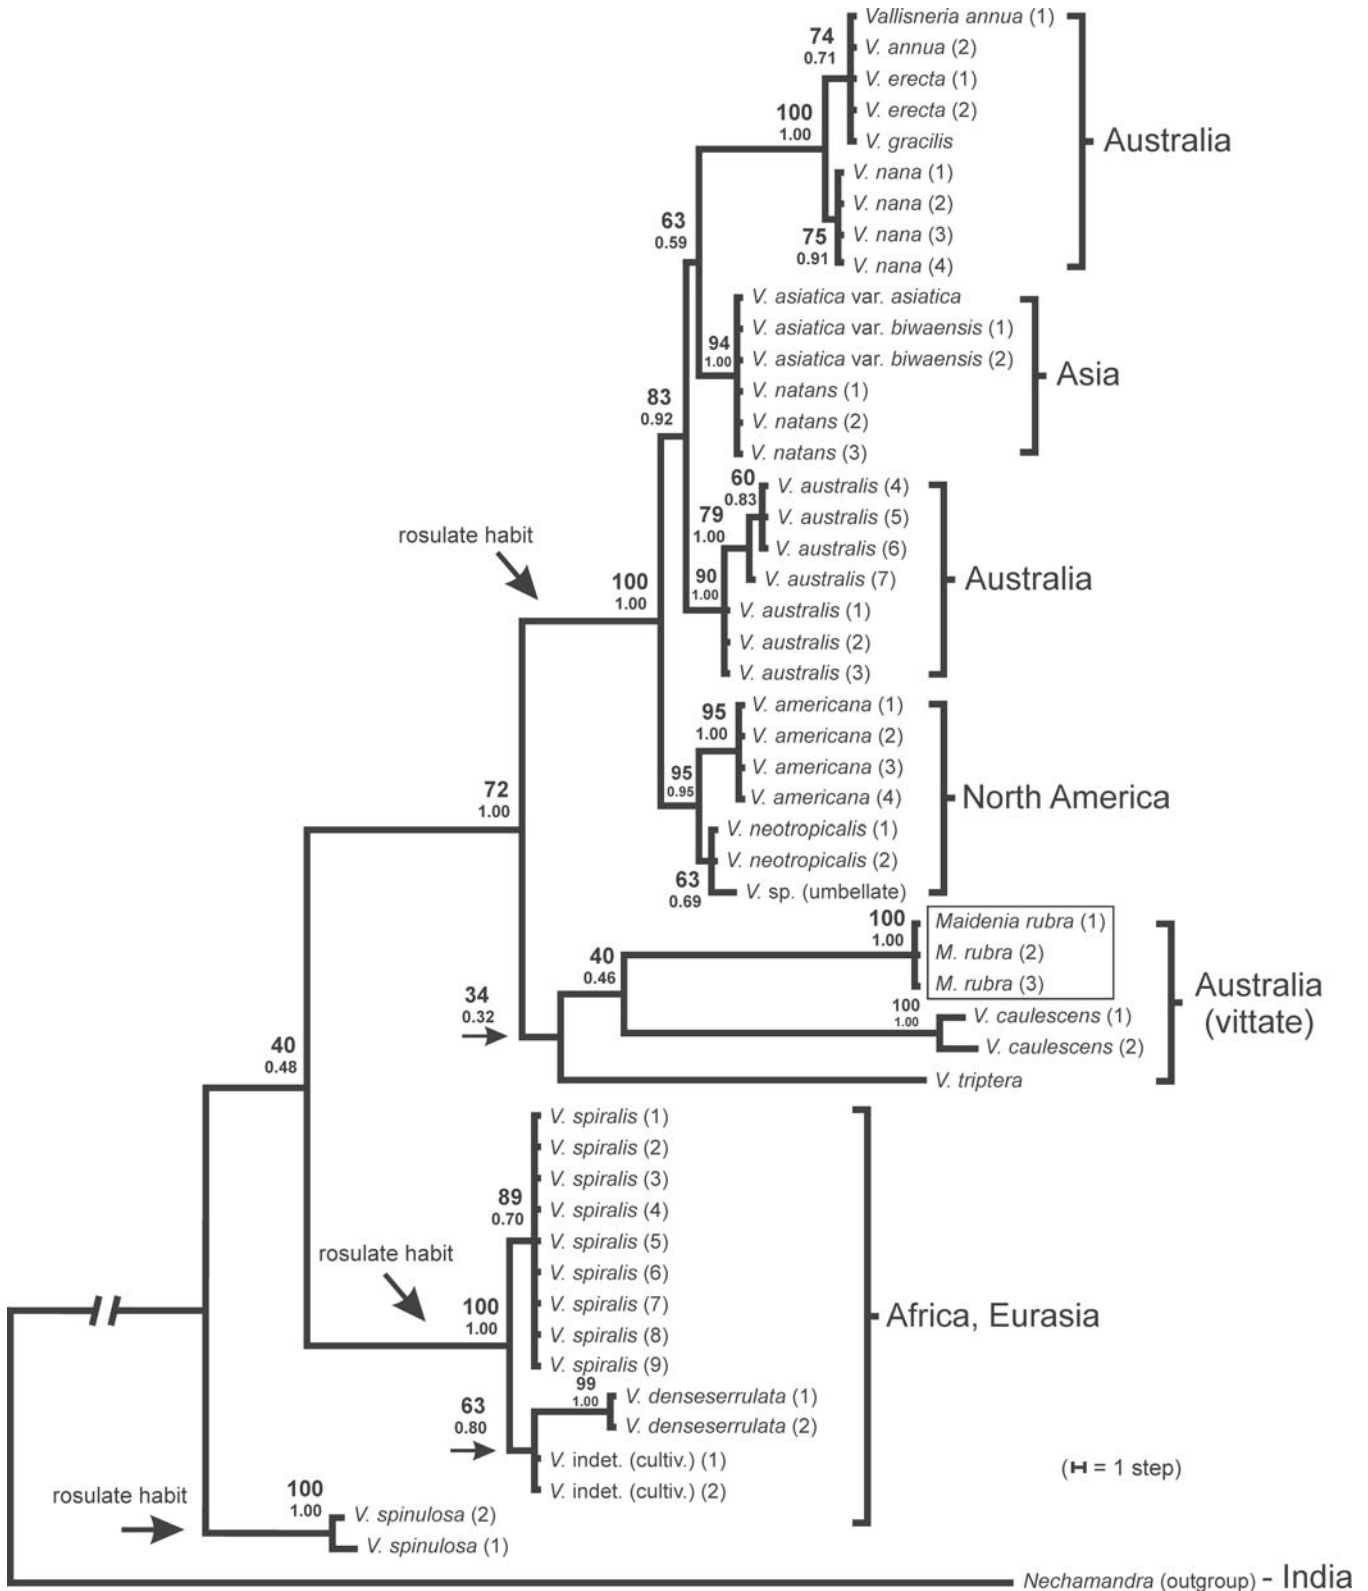 Vallisneria annua (1)
74
0.71
V. annua (2)
V. erecta (1)
100
1.00
V. erecta (2)
V. gracilis
Australia
V. nana (1)
V. nana (2)
63
0.59
75
0.91
V. nana (3)
V. nana (4)
V. asiatica var. asiatica
V. asiatica var. biwaensis (1)
94
1.00
V. asiatica var. biwaensis (2)
Asia
V. natans (1)
83
0.92
V. natans (2)
V. natans (3)
60
0.83
V. australis (4)
79
1.00
V. australis (5)
rosulate habit
V. australis (6)
V. australis (7)
Australia
100
1.00
90
1.00
V. australis (1)
V. australis (2)
V. australis (3)
V. americana (1)
95
1.00
V. americana (2)
V. americana (3)
72
1.00
95
0.95
V. americana (4)
North America
V. neotropicalis (1)
V. neotropicalis (2)
63
0.69
V. sp. (umbellate)
100
1.00
Maidenia rubra (1)
M. rubra (2)
40
0.46
M. rubra (3)
Australia
(vittate)
34
0.32
100
1.00
V. caulescens (1)
V. caulescens (2)
40
0.48
V. triptera
V. spiralis (1)
V. spiralis (2)
V. spiralis (3)
89
0.70
V. spiralis (4)
V. spiralis (5)
rosulate habit
V. spiralis (6)
100
1.00
V. spiralis (7)
Africa, Eurasia
V. spiralis (8)
V. spiralis (9)
99
1.00
V. denseserrulata (1)
63
0.80
V. denseserrulata (2)
V. indet. (cultiv.) (1)
(H = 1 step)
V. indet. (cultiv.) (2)
rosulate habit
100
1.00
V. spinulosa (2)
V. spinulosa (1)
Nechamandra (outgroup) - India